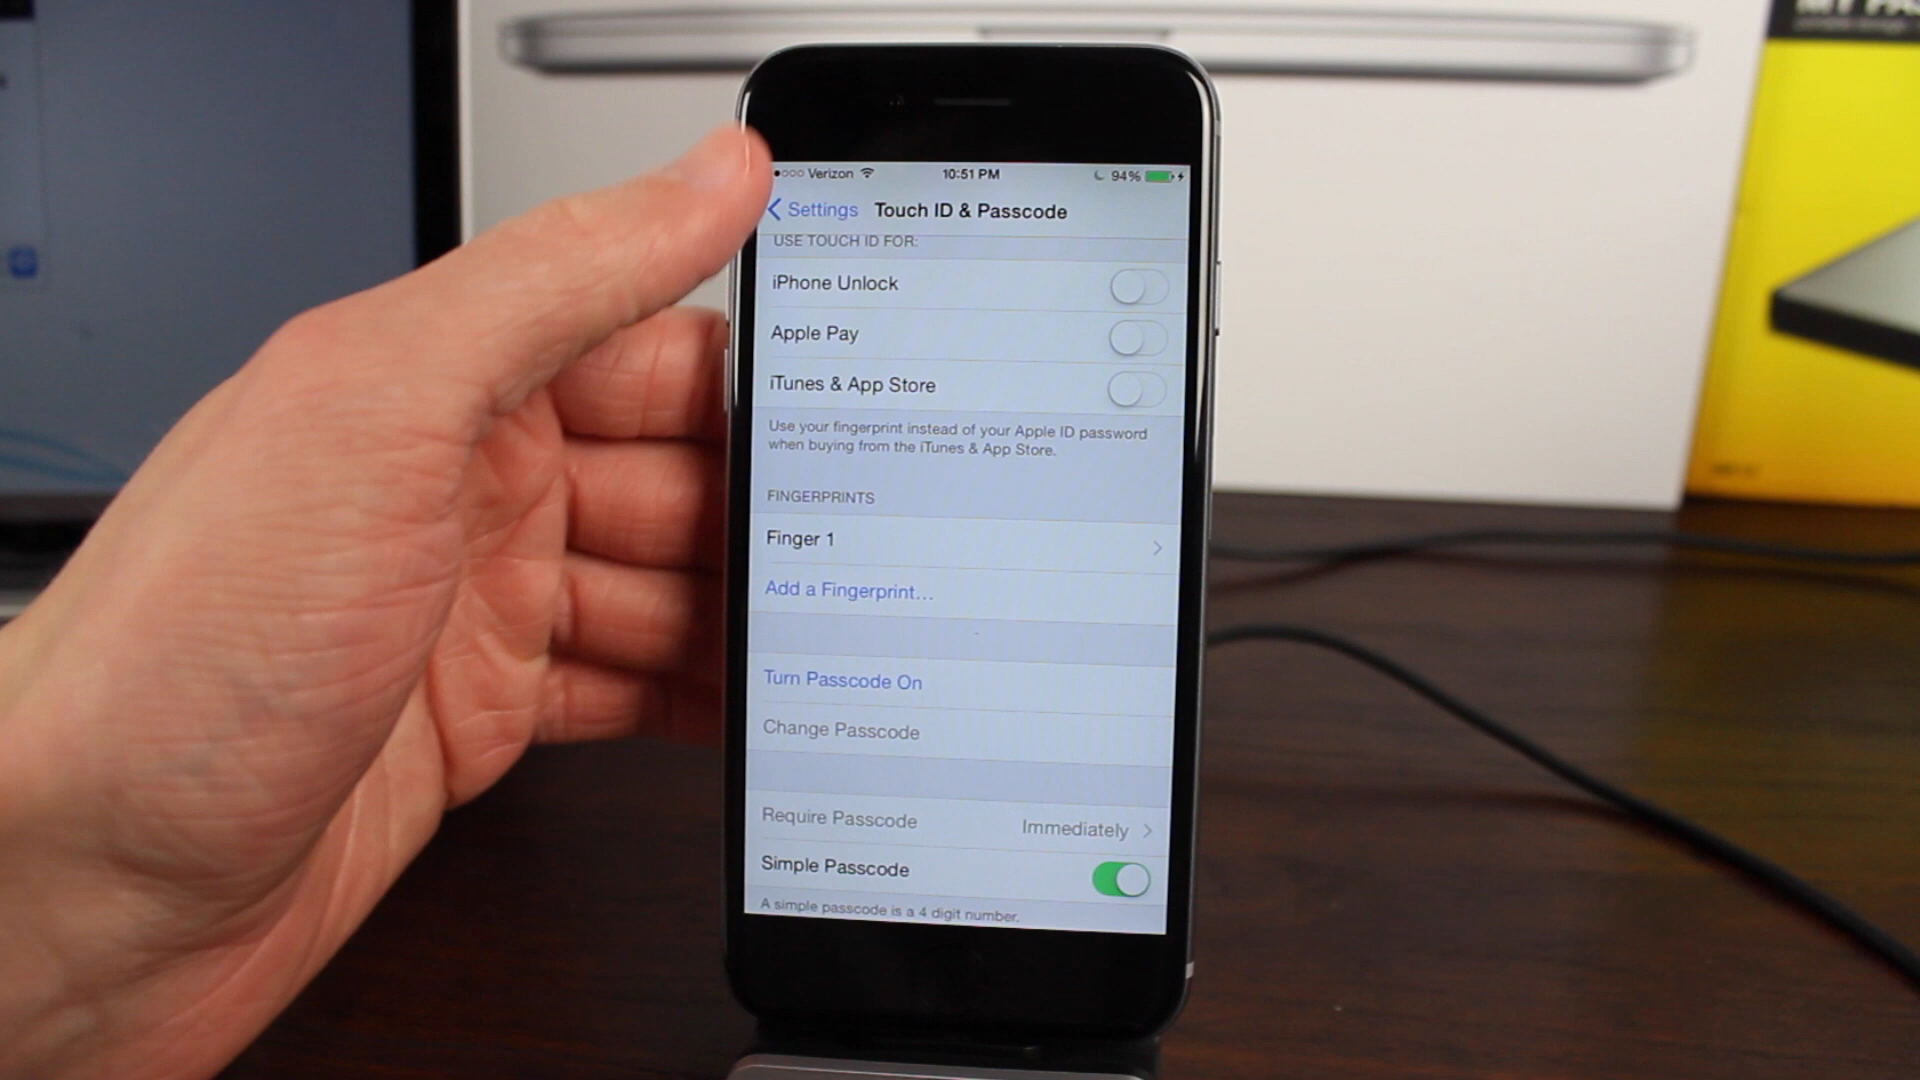 Verizon 10:51 PM 94%
Settings Touch ID & Passcode
USE TOUCH ID FOR:
iPhone Unlock
Apple Pay
iTunes & App Store
Use your fingerprint instead of your Apple ID password
when buying from the iTunes & App Store.
FINGERPRINTS
Finger 1
Add a Fingerprint...
Turn Passcode On
Change Passcode
Require Passcode Immediately
Simple Passcode
A simple passcode is a 4 digit number.
MY